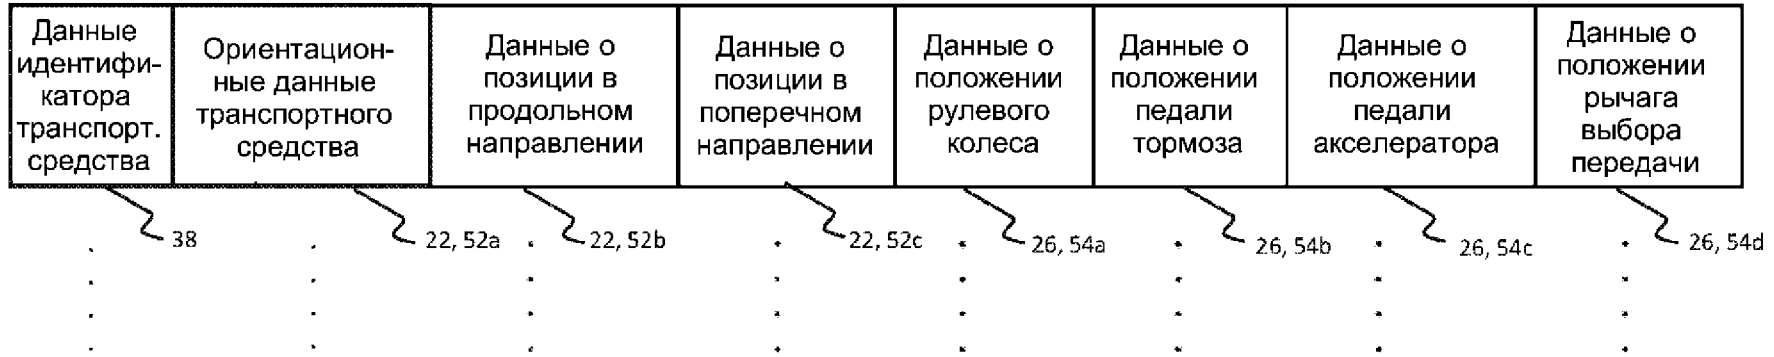 Данные
идентифи-
катора
транспорт.
средства
Ориентацион-
ные данные
транспортного
средства
Данные о
позиции в
продольном
направлении
Данные о
позиции в
поперечном
направлении
Данные о
положении
рулевого
колеса
Данные о
положении
педали
тормоза
Данные о
положении
педали
акселератора
Данные о
положении
рычага
выбора
передачи
38
22, 52a
22, 52b
22, 52c
26, 54a
26, 54b
26, 54c
26, 54d